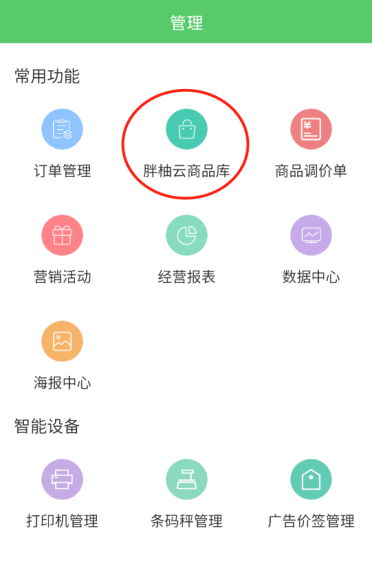 管理
常用功能
订单管理
胖柚云商品库
商品调价单
营销活动
经营报表
数据中心
海报中心
智能设备
打印机管理
条码秤管理
广告价签管理